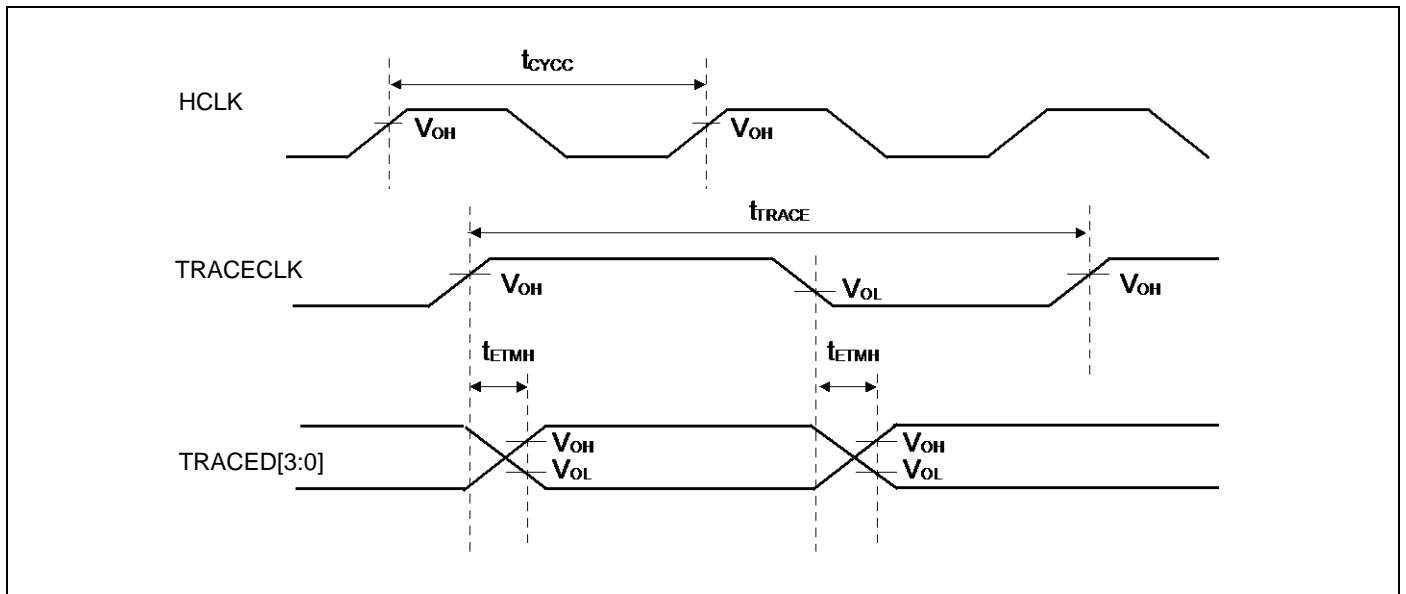 tCYCC
HCLK
VOH VOH
tTRACE
TRACECLK
VOH VOL VOH
tETMH tETMH
TRACED[3:0]
VOH VOH
VOL VOL